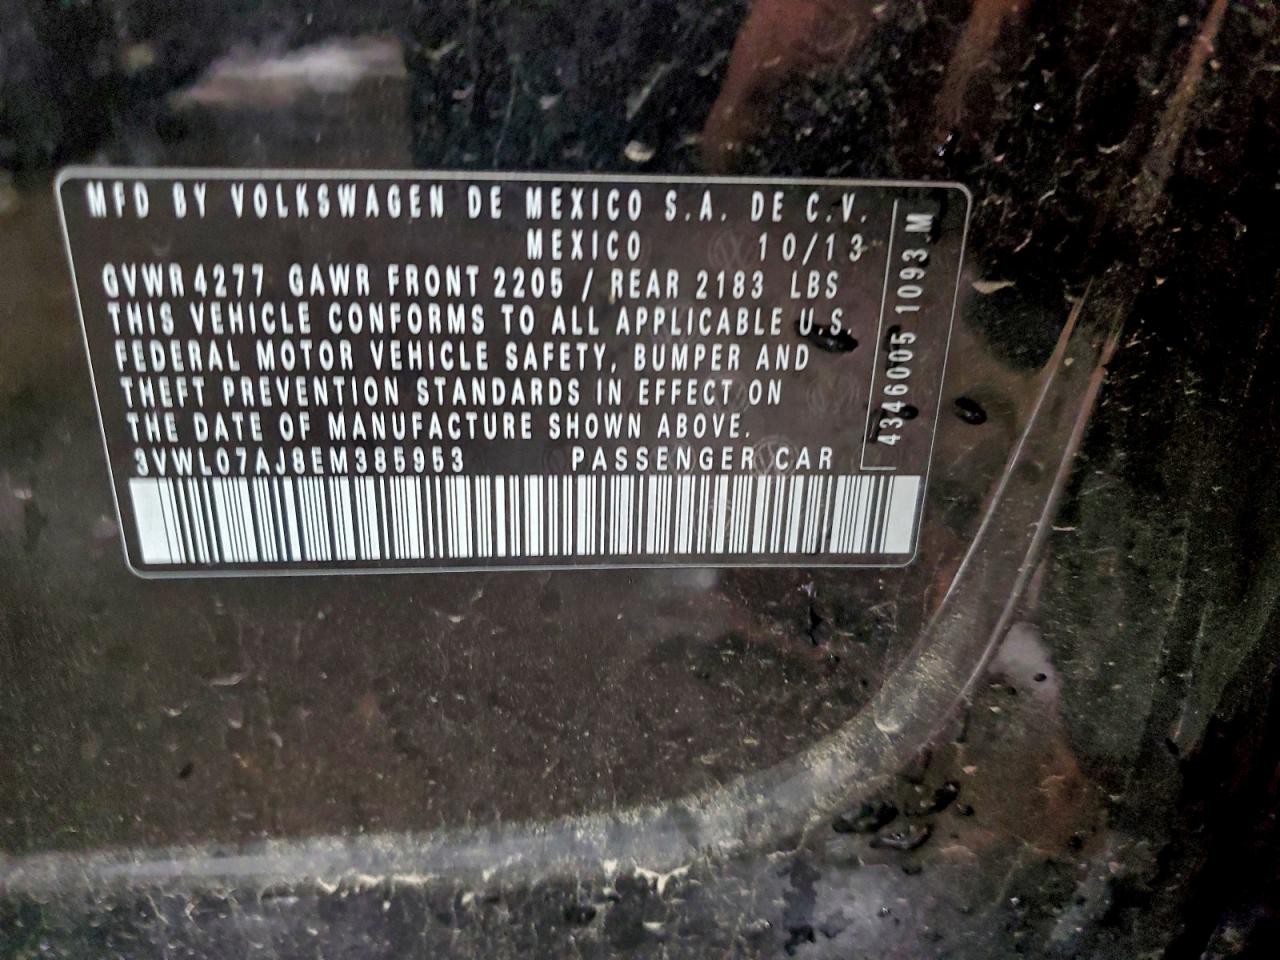 MFD BY VOLKSWAGEN DE MEXICO S.A. DE C.V.
MEXICO 10/13
GVWR 4277 GAWR FRONT 2205 / REAR 2183 LBS
THIS VEHICLE CONFORMS TO ALL APPLICABLE U.S.
FEDERAL MOTOR VEHICLE SAFETY, BUMPER AND
THEFT PREVENTION STANDARDS IN EFFECT ON
THE DATE OF MANUFACTURE SHOWN ABOVE.
3VWL07AJ8EM385953 PASSENGER CAR
4346005 1093 M